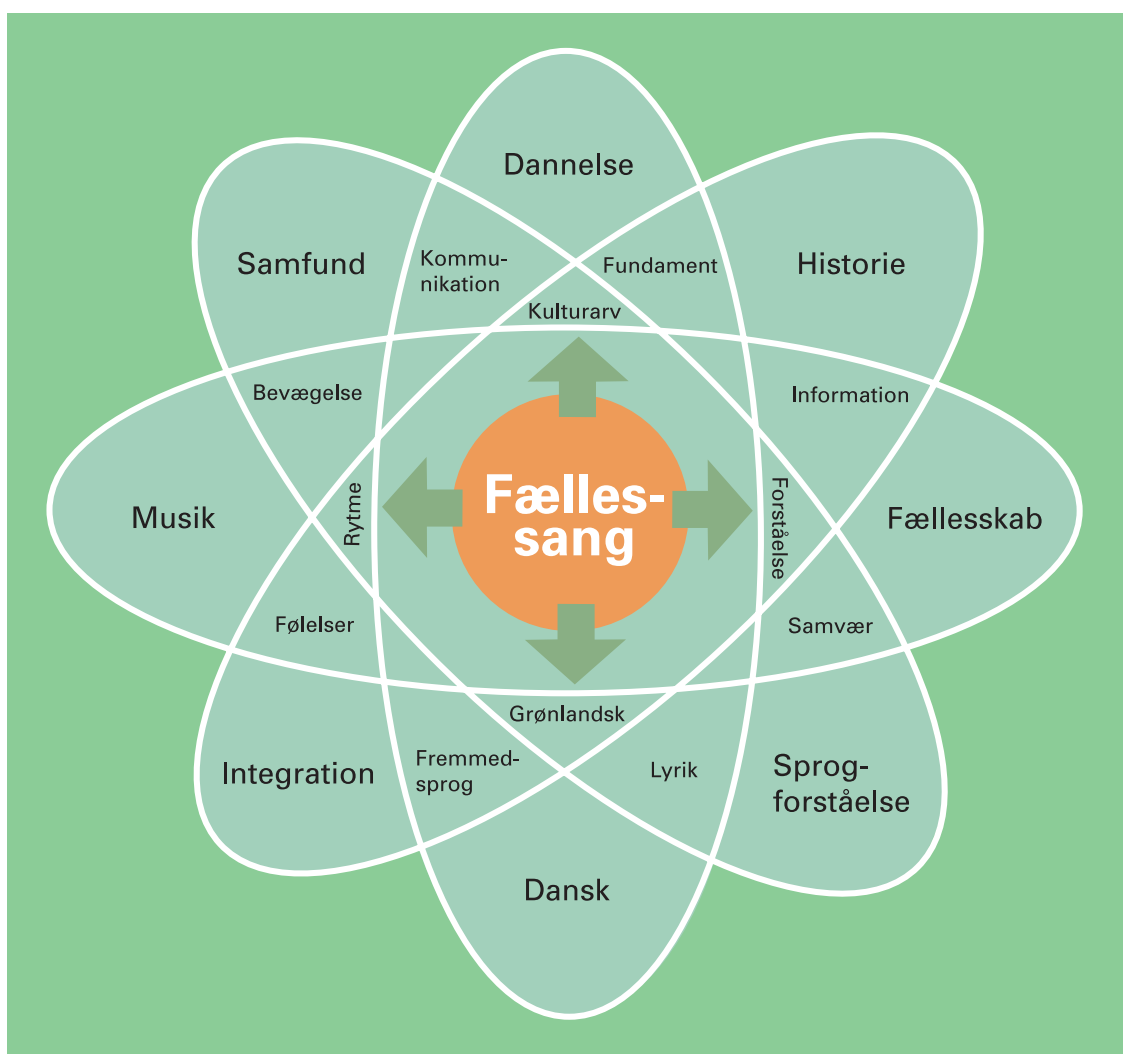 Dannelse
Samfund
Kommu-
nikation
Fundament
Historie
Kulturarv
Bevægelse
Information
Musik
Rytme
Fælles-
sang
Forståelse
Fællesskab
Følelser
Samvær
Grønlandsk
Integration
Fremmed-
sprog
Lyrik
Sprog-
forståelse
Dansk